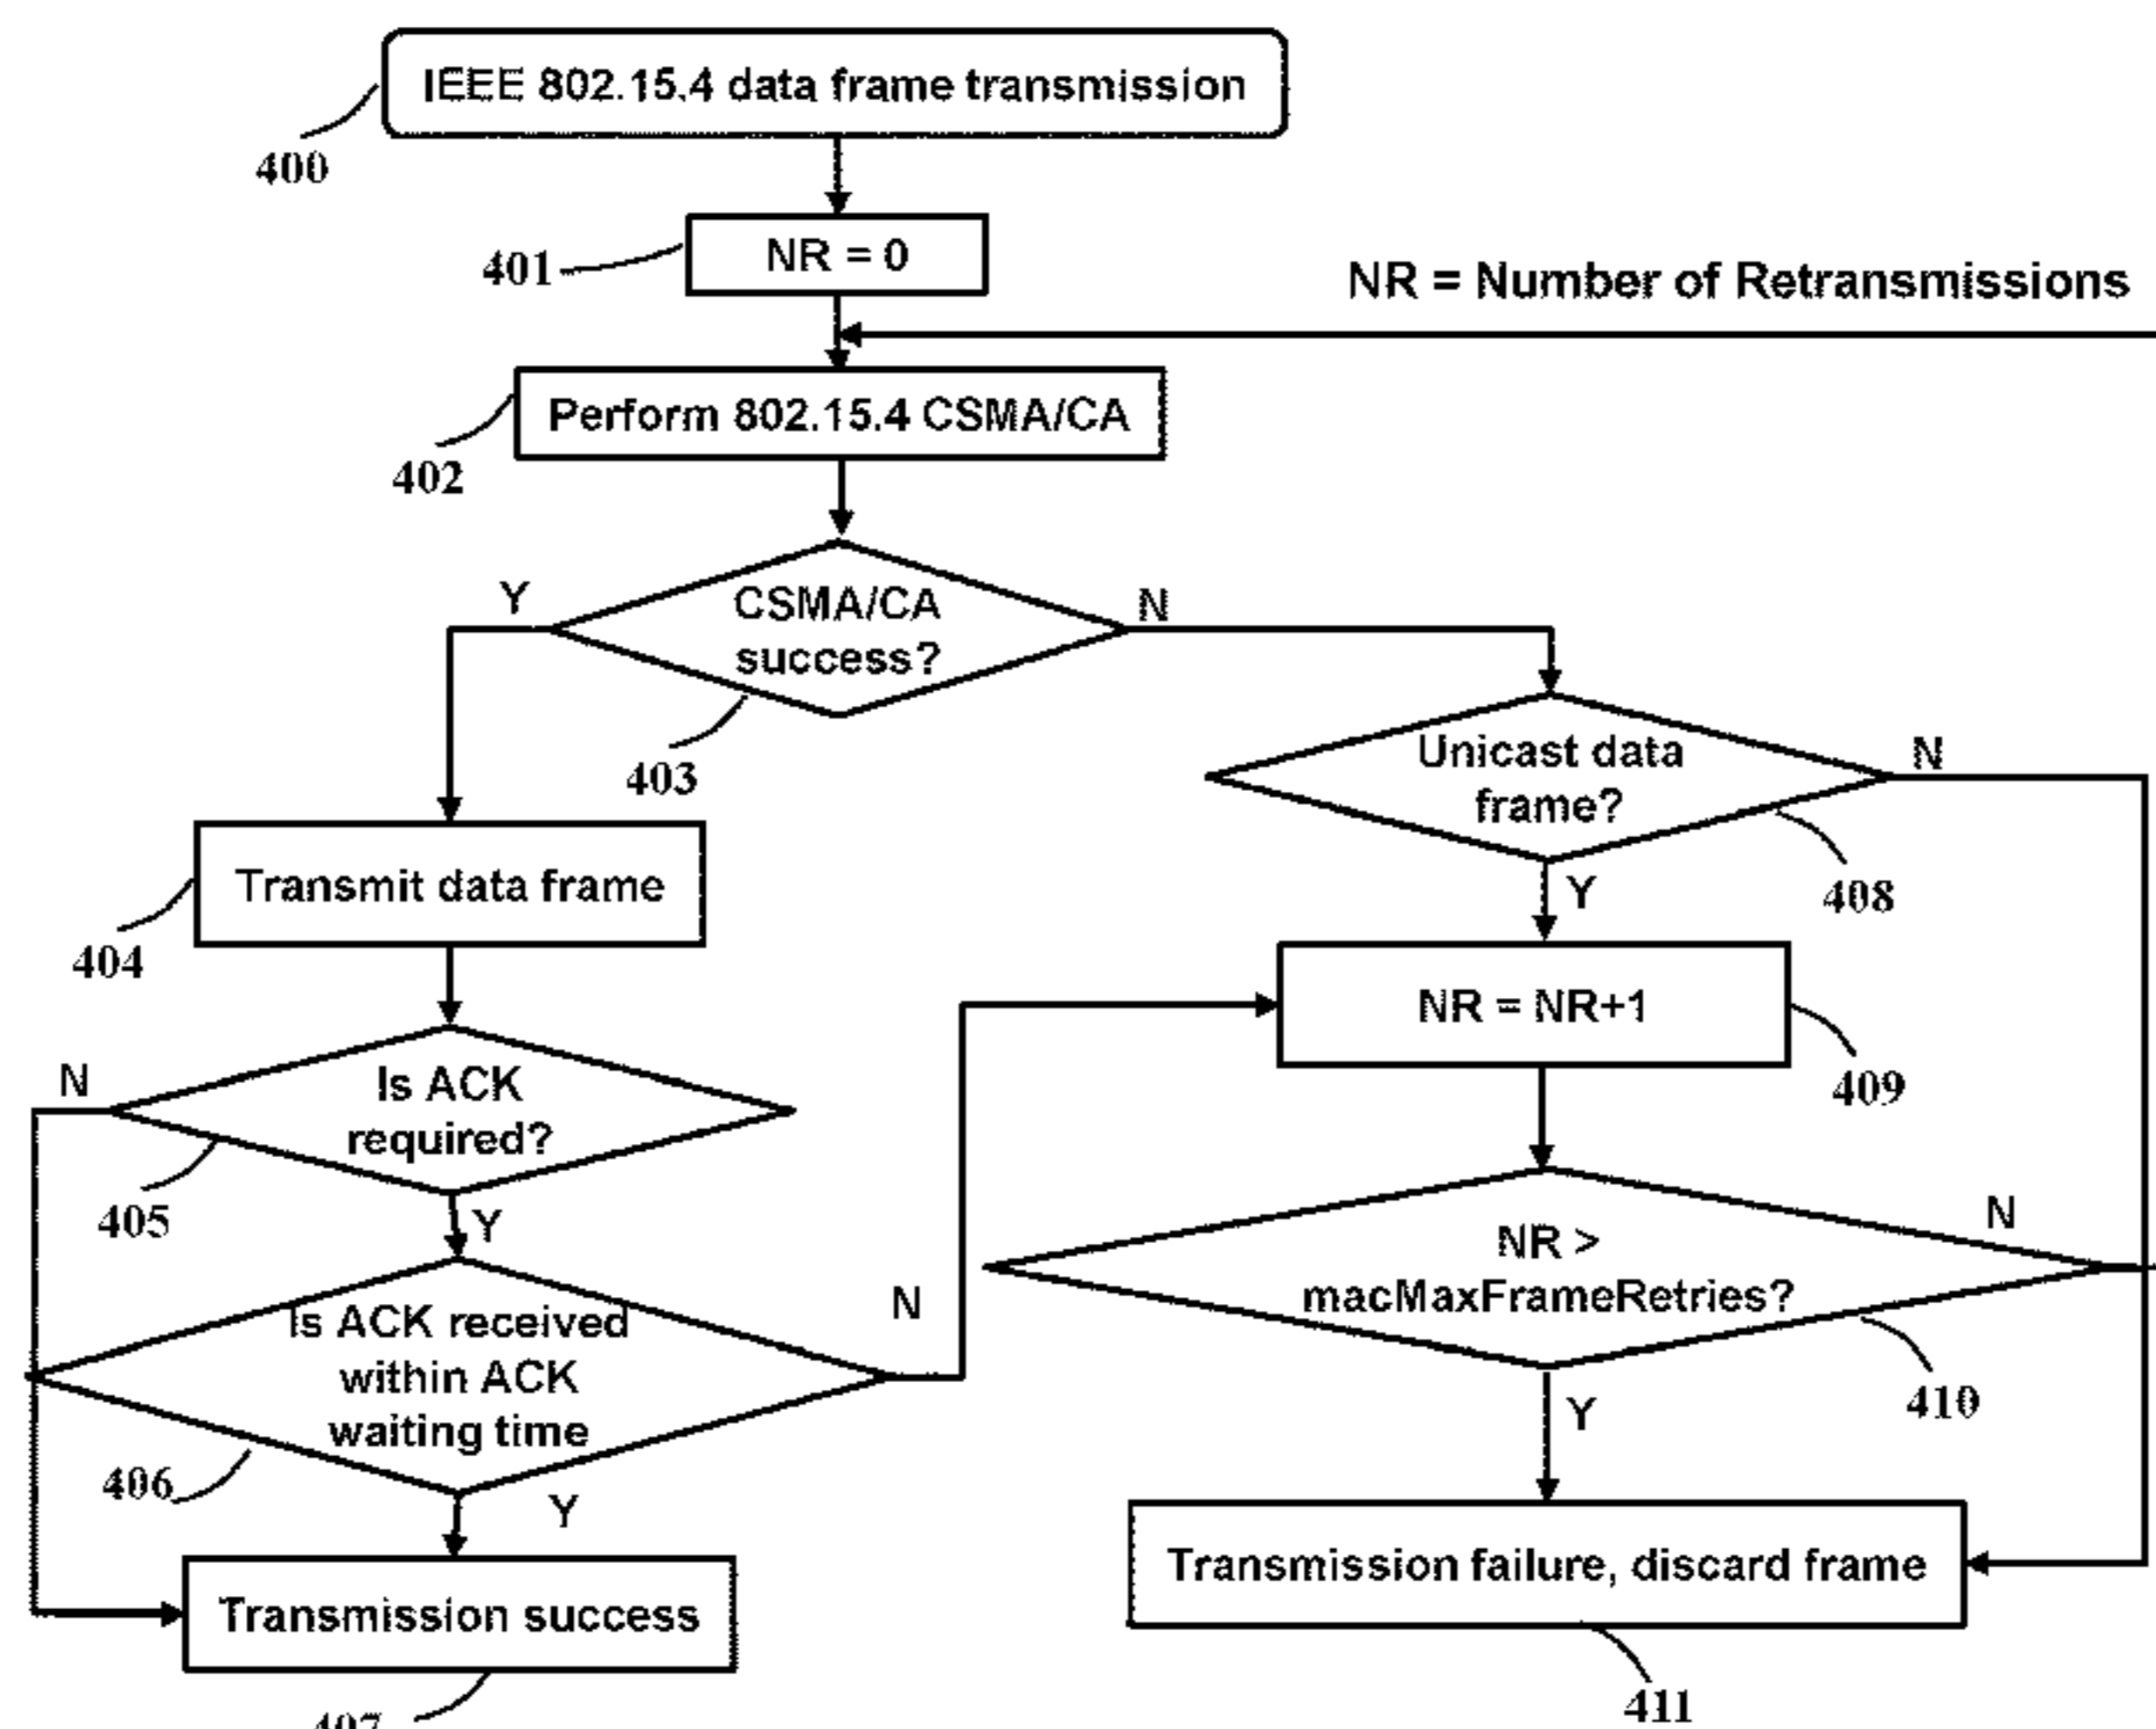 IEEE 802.15.4 data frame transmission
400
NR = 0
401
NR = Number of Retransmissions
Perform 802.15.4 CSMA/CA
402
Y
CSMA/CA
success?
N
403
Unicast data
frame?
N
408
Y
Transmit data frame
404
NR = NR+1
409
N
Is ACK
required?
405
Y
NR >
macMaxFrameRetries?
N
410
Y
Is ACK received
within ACK
waiting time
N
406
Y
Transmission success
407
Transmission failure, discard frame
411